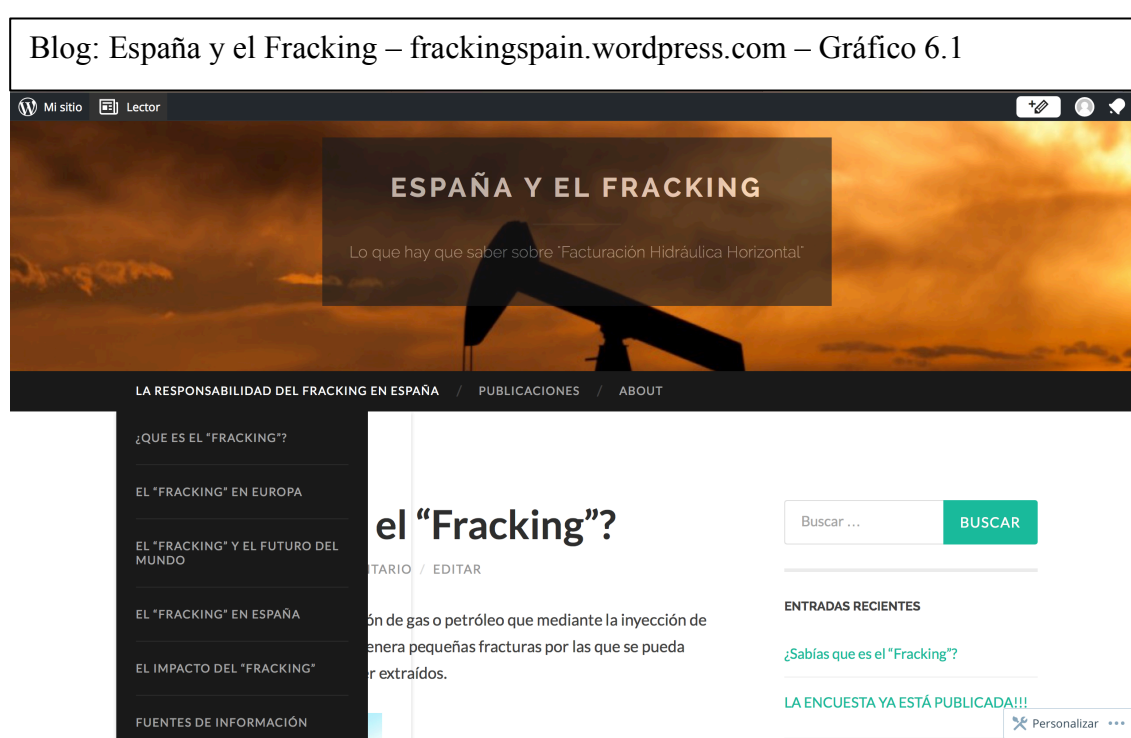 Blog: España y el Fracking – frackingspain.wordpress.com – Gráfico 6.1
Mi sitio Lector
ESPAÑA Y EL FRACKING
Lo que hay que saber sobre "Facturación Hidráulica Horizontal"
LA RESPONSABILIDAD DEL FRACKING EN ESPAÑA / PUBLICACIONES / ABOUT
¿QUE ES EL "FRACKING"?
EL "FRACKING" EN EUROPA
EL "FRACKING" Y EL FUTURO DEL
MUNDO
EL "FRACKING" EN ESPAÑA
EL IMPACTO DEL "FRACKING"
FUENTES DE INFORMACIÓN
el “Fracking”?
ITARIO / EDITAR
ón de gas o petróleo que mediante la inyección de
enera pequeñas fracturas por las que se pueda
r extraídos.
Buscar ... BUSCAR
ENTRADAS RECIENTES
¿Sabías que es el “Fracking”?
LA ENCUESTA YA ESTÁ PUBLICADA!!!
Personalizar